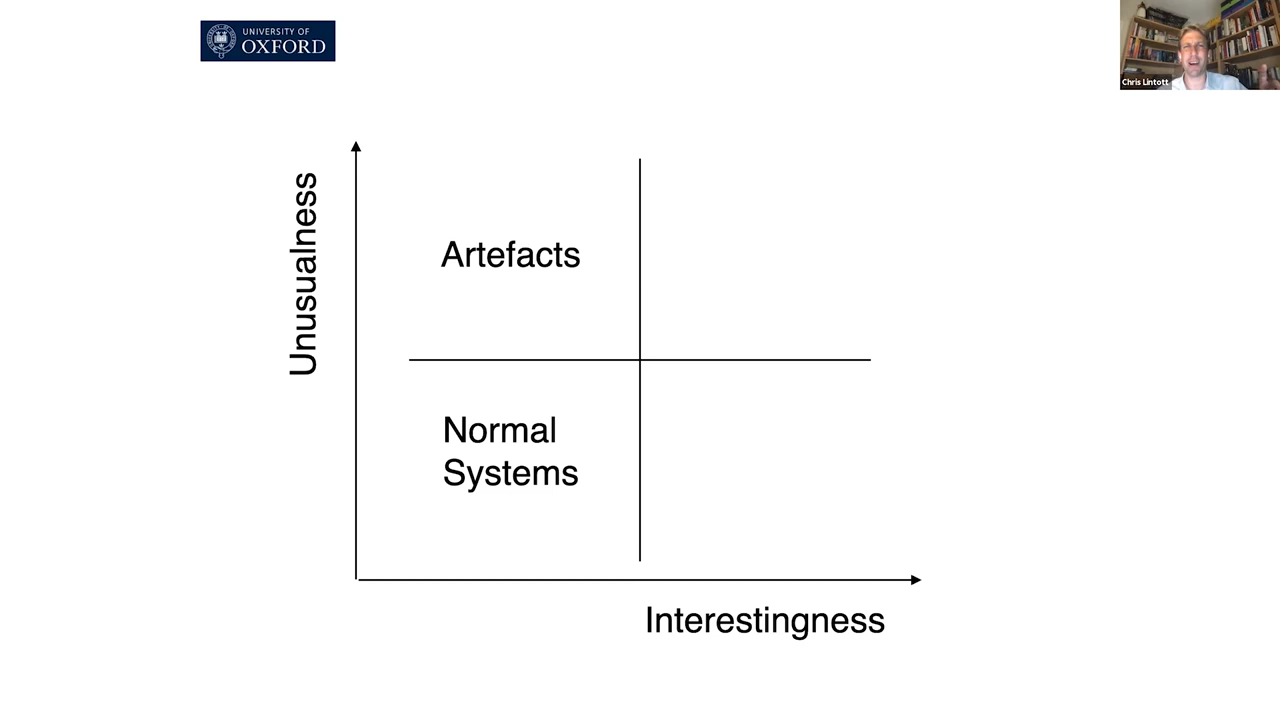 UNIVERSITY OF
OXFORD
Chris Lintott
Unusualness
Artefacts
Normal
Systems
Interestingness